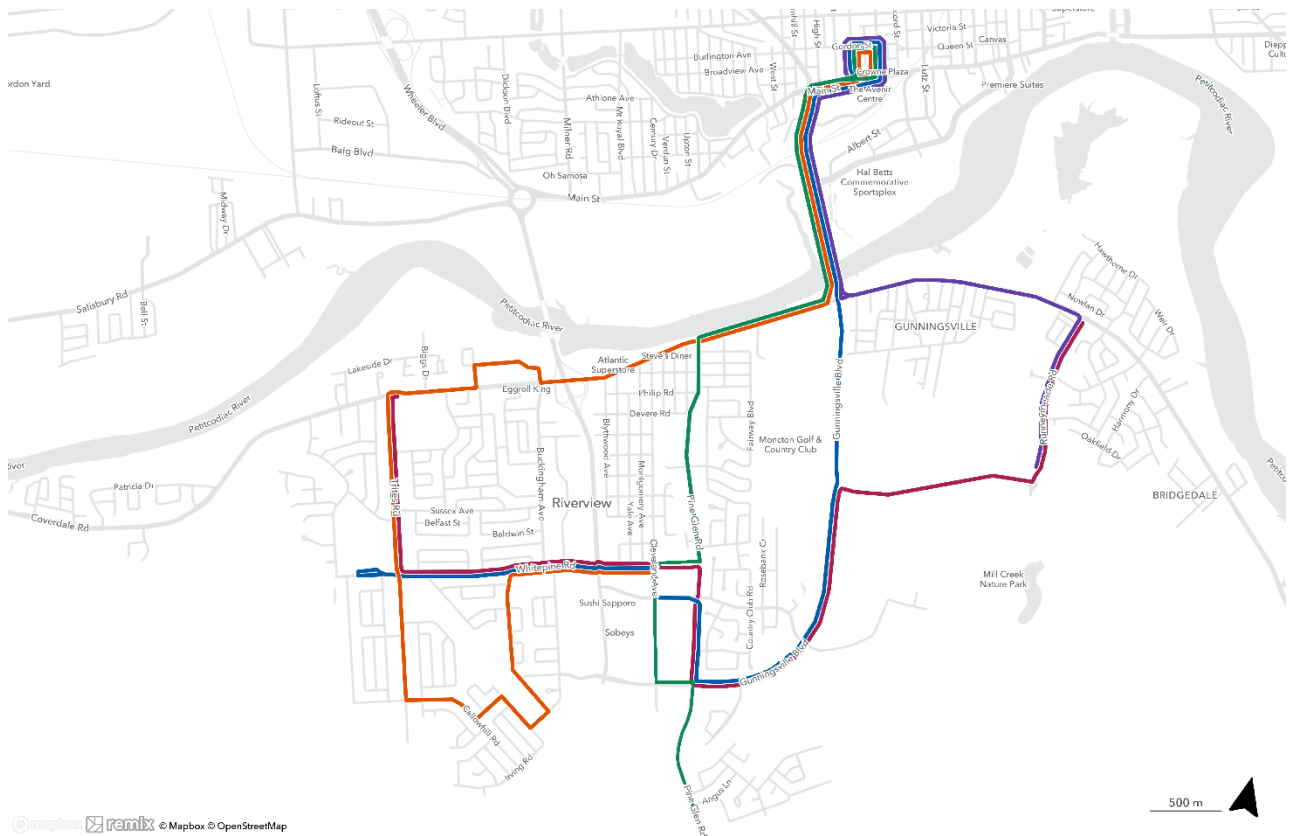 Superstore
High St
Victoria St
Canvas
Queen St
Gordon St
Burlington Ave
Broadview Ave
West St
Crowne Plaza
Main St
The Avenir
Centre
Lutz St
Premiere Suites
Petitcodiac River
Wheeler Blvd
Dickson Blvd
Loftus St
Rideout St
Baig Blvd
Athlone Ave
Milner Rd
Mt Royal Blvd
Century Dr
Verdun St
Upton St
Albert St
Oh Samosa
Main St
Hal Betts
Commemorative
Sportsplex
Midway Dr
Salisbury Rd
Bell St
Petitcodiac River
Hawthorne Dr
Nowlan Dr
Weir Dr
GUNNINGSVILLE
Lakeside Dr
Biggs Dr
Atlantic
Superstore
Steve's Diner
Eggroll King
Philip Rd
Devere Rd
Petitcodiac River
Blythwood Ave
Fairway Blvd
Gunningsville Blvd
Runneymeade Rd
Harmony Dr
Oakfield Dr
Moncton Golf &
Country Club
River
Patricia Dr
Coverdale Rd
Trites Rd
Buckingham Ave
Montgomery Ave
Yale Ave
Riverview
Pine Glen Rd
BRIDGEDALE
Sussex Ave
Belfast St
Baldwin St
Cleveland Ave
Rosebank Cr
Whitepine Rd
Mill Creek
Nature Park
Sushi Sapporo
Sobeys
Country Club Rd
Gunningsville Blvd
Callowhill Rd
Irving Rd
Angus Ln
Pine Glen Rd
500 m
mapbox remix © Mapbox © OpenStreetMap